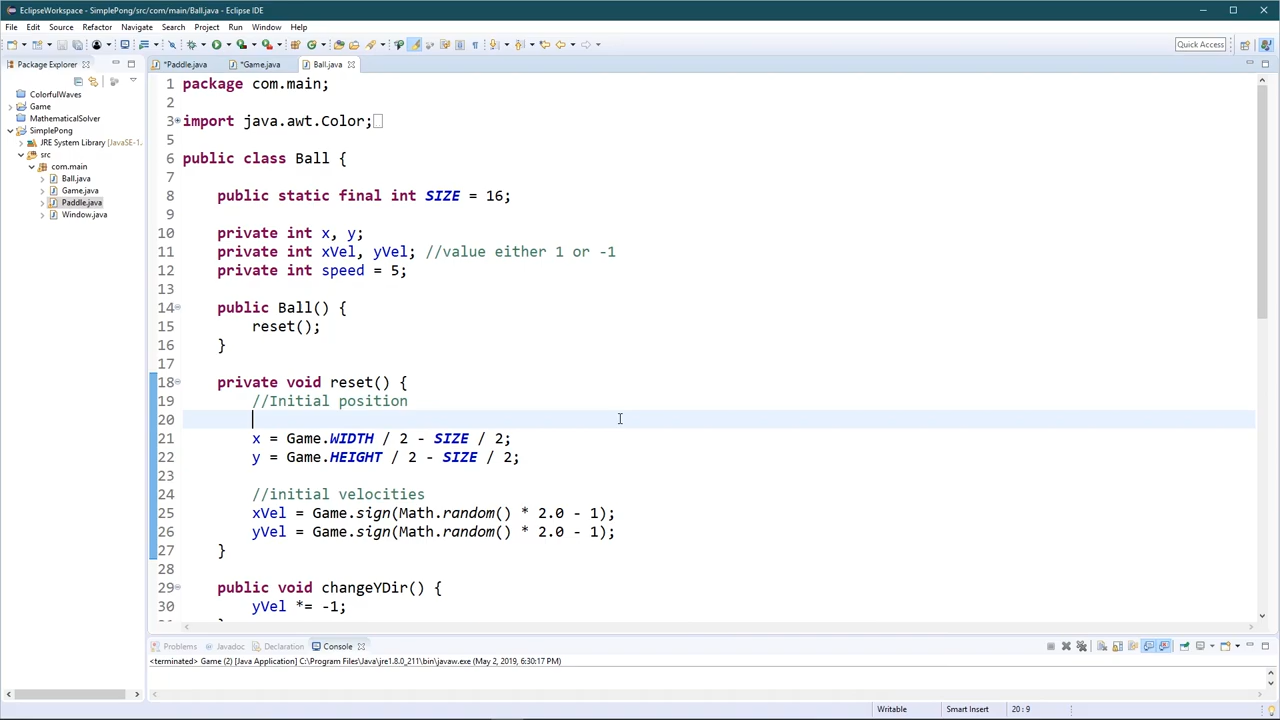 EclipseWorkspace - SimplePong/src/com/main/Ball.java - Eclipse IDE
File Edit Source Refactor Navigate Search Project Run Window Help
Quick Access
Package Explorer
*Paddle.java *Game.java Ball.java
ColorfulWaves
Game
MathematicalSolver
SimplePong
JRE System Library [JavaSE-1.
src
com.main
Ball.java
Game.java
Paddle.java
Window.java
1 package com.main;
2
3 import java.awt.Color;
5
6 public class Ball {
7
8 public static final int SIZE = 16;
9
10 private int x, y;
11 private int xVel, yVel; //value either 1 or -1
12 private int speed = 5;
13
14 public Ball() {
15 reset();
16 }
17
18 private void reset() {
19 //Initial position
20
21 x = Game.WIDTH / 2 - SIZE / 2;
22 y = Game.HEIGHT / 2 - SIZE / 2;
23
24 //initial velocities
25 xVel = Game.sign(Math.random() * 2.0 - 1);
26 yVel = Game.sign(Math.random() * 2.0 - 1);
27 }
28
29 public void changeYDir() {
30 yVel *= -1;
Problems Javadoc Declaration Console
<terminated> Game (2) [Java Application] C:\Program Files\Java\jre1.8.0_211\bin\javaw.exe (May 2, 2019, 6:30:17 PM)
Writable Smart Insert 20 : 9